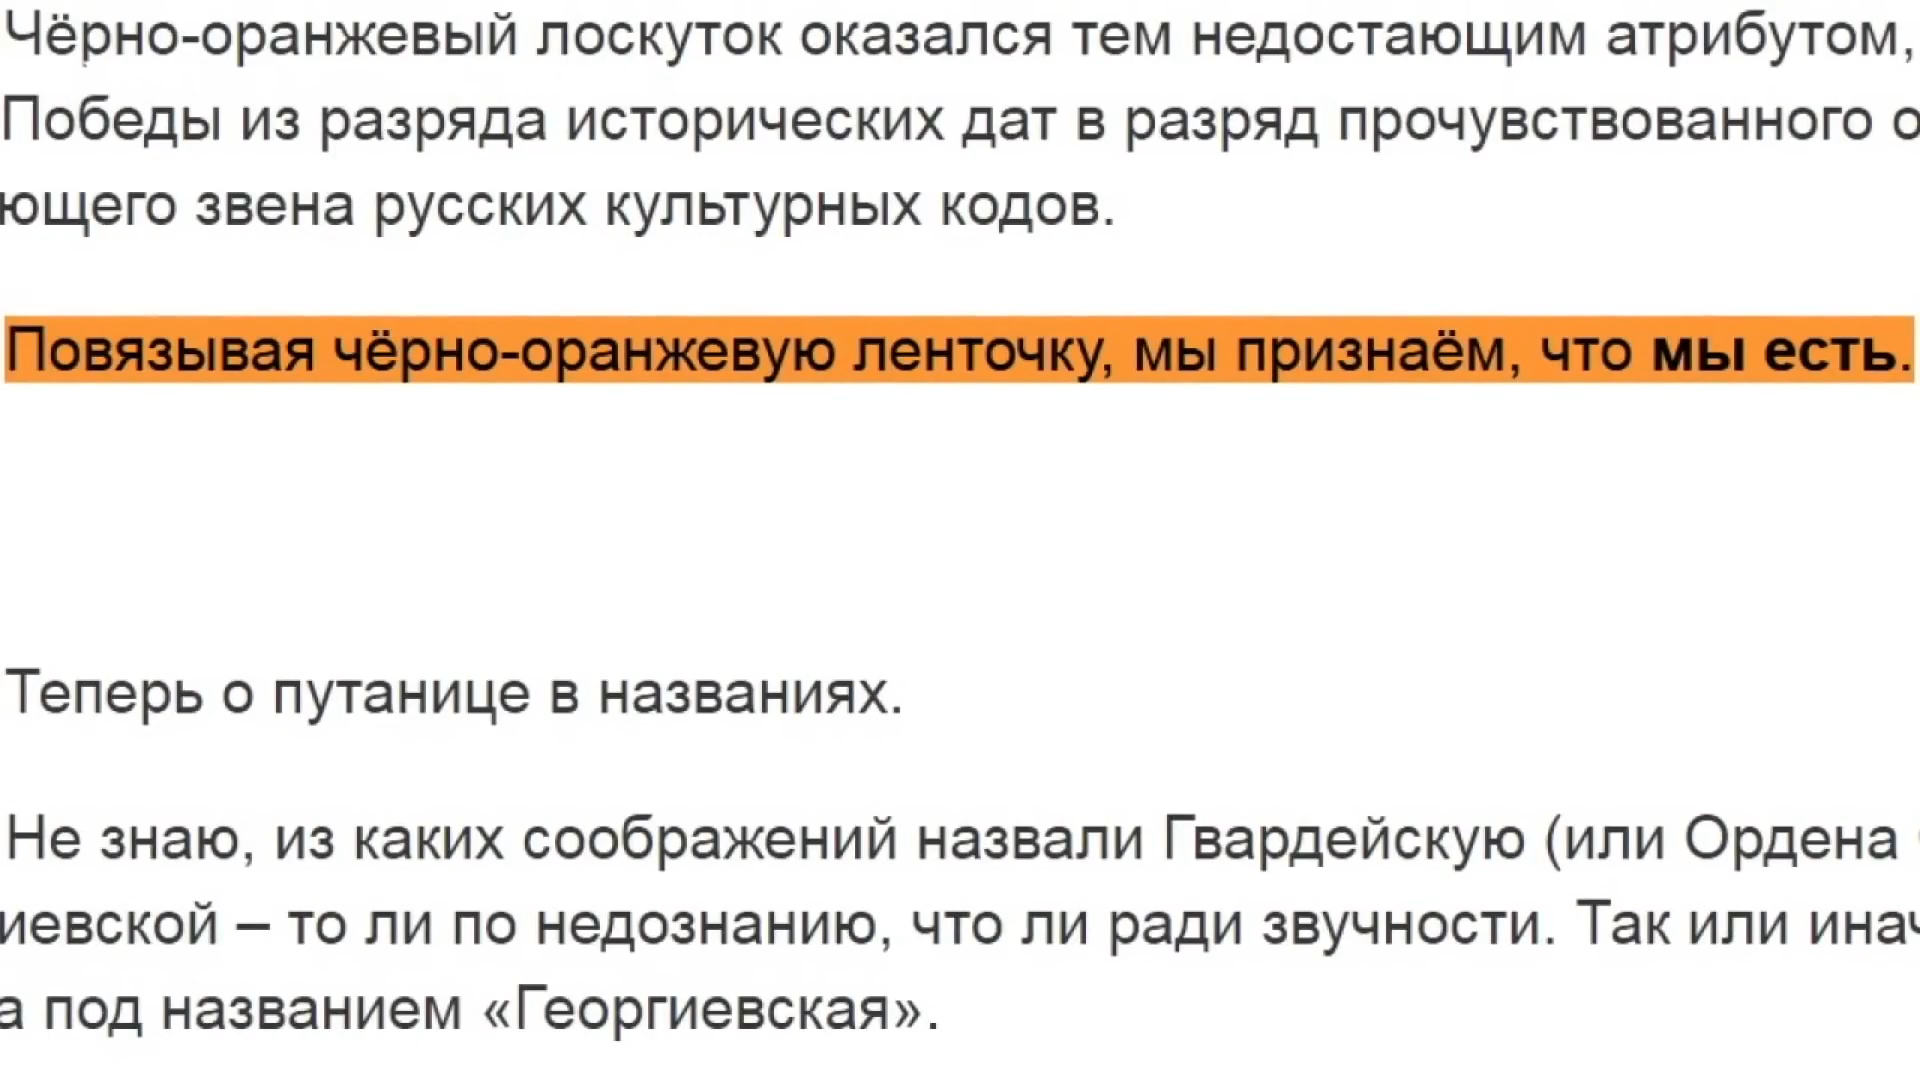 Чёрно-оранжевый лоскуток оказался тем недостающим атрибутом,
Победы из разряда исторических дат в разряд прочувствованного
ющего звена русских культурных кодов.
Повязывая чёрно-оранжевую ленточку, мы признаём, что мы есть.
Теперь о путанице в названиях.
Не знаю, из каких соображений назвали Гвардейскую (или Ордена
иевской – то ли по недознанию, что ли ради звучности. Так или инач
а под названием «Георгиевская».